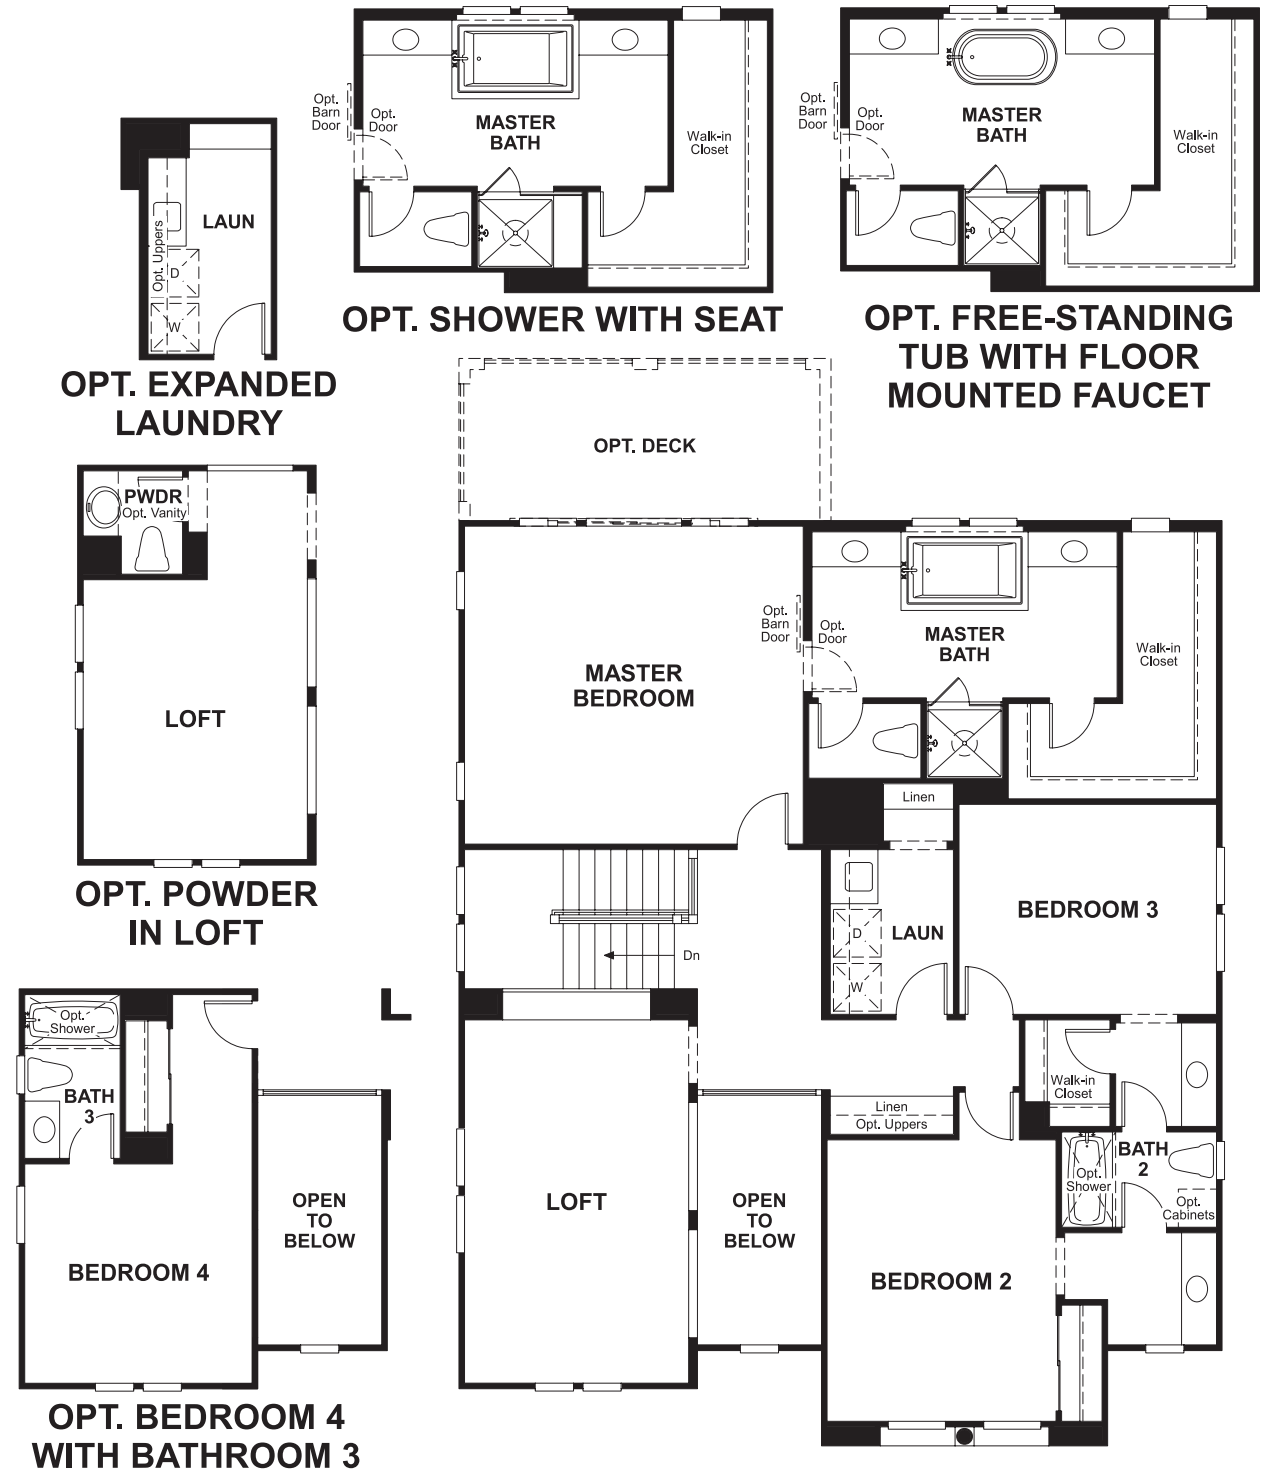 Opt.
Barn
Door
Opt.
Door
MASTER
BATH
Walk-in
Closet
OPT. SHOWER WITH SEAT
Opt.
Barn
Door
Opt.
Door
MASTER
BATH
Walk-in
Closet
OPT. FREE-STANDING
TUB WITH FLOOR
MOUNTED FAUCET
LAUN
Opt. Uppers
D
W
OPT. EXPANDED
LAUNDRY
PWDR
Opt. Vanity
LOFT
OPT. POWDER
IN LOFT
Opt.
Shower
BATH
3
BEDROOM 4
OPEN
TO
BELOW
OPT. BEDROOM 4
WITH BATHROOM 3
OPT. DECK
MASTER
BEDROOM
Opt.
Barn
Door
Opt.
Door
MASTER
BATH
Walk-in
Closet
Linen
BEDROOM 3
LAUN
D
W
Dn
Walk-in
Closet
Linen
Opt. Uppers
BATH
2
Opt.
Shower
Opt.
Cabinets
LOFT
OPEN
TO
BELOW
BEDROOM 2